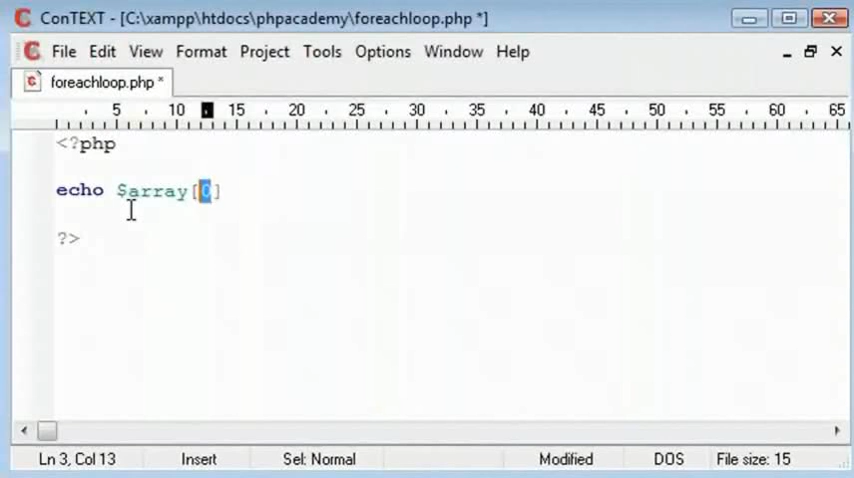 ConTEXT - [C:\xampp\htdocs\phpacademy\foreachloop.php *]
File Edit View Format Project Tools Options Window Help
foreachloop.php *
5 10 15 20 25 30 35 40 45 50 55 60 65
<?php
echo $array[0]
?>
Ln 3, Col 13 Insert Sel: Normal Modified DOS File size: 15